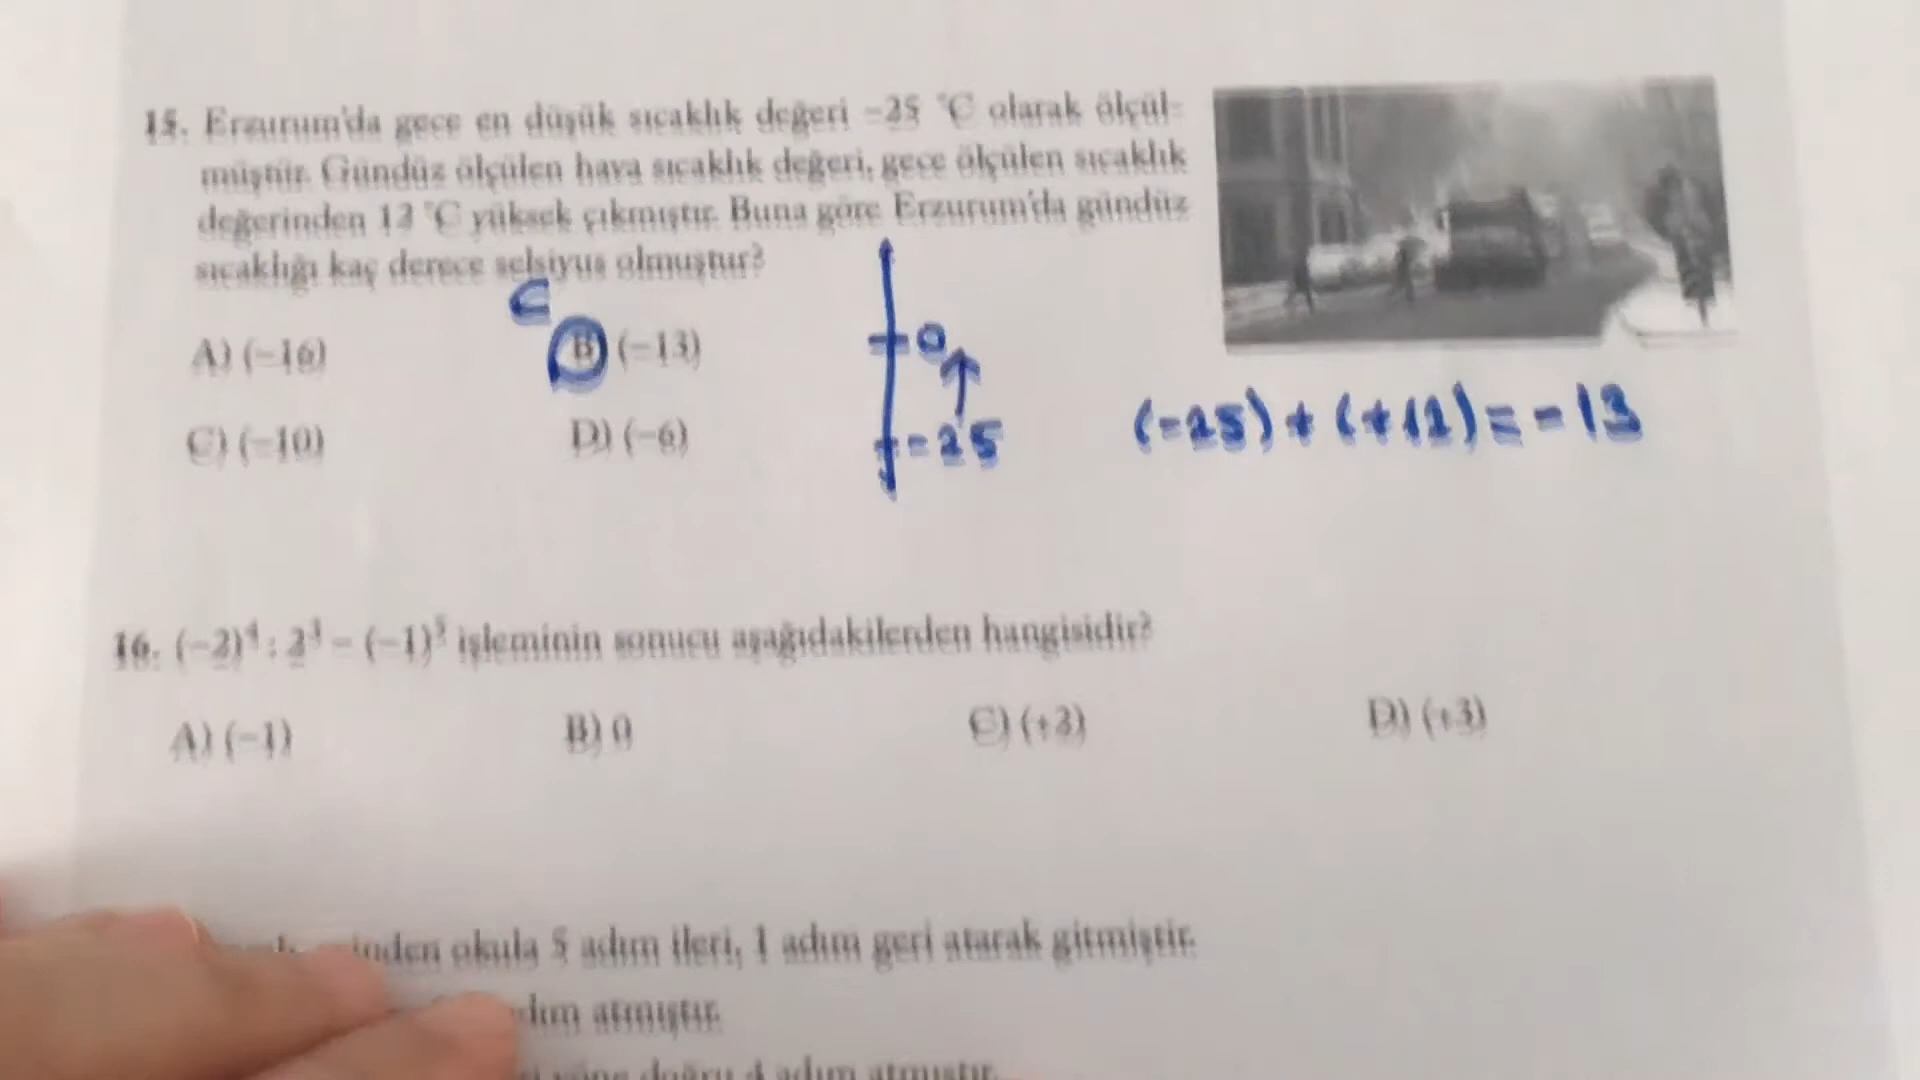 15. Erzurum'da gece en düşük sıcaklık değeri -25 °C olarak ölçül-
müştür. Gündüz ölçülen hava sıcaklık değeri, gece ölçülen sıcaklık
değerinden 12 °C yüksek çıkmıştır. Buna göre Erzurum'da gündüz
sıcaklığı kaç derece selsiyus olmuştur?
A) (-16) B) (-13)
C) (-10) D) (-6)
0
-25
(-25) + (+12) = -13
16. (-2)⁴ : 2³ - (-1)⁵ işleminin sonucu aşağıdakilerden hangisidir?
A) (-1) B) 0 C) (+2) D) (+3)
okula 5 adım ileri, 1 adım geri atarak gitmiştir.
atmıştır.
doğru 4 adım atmıştır.